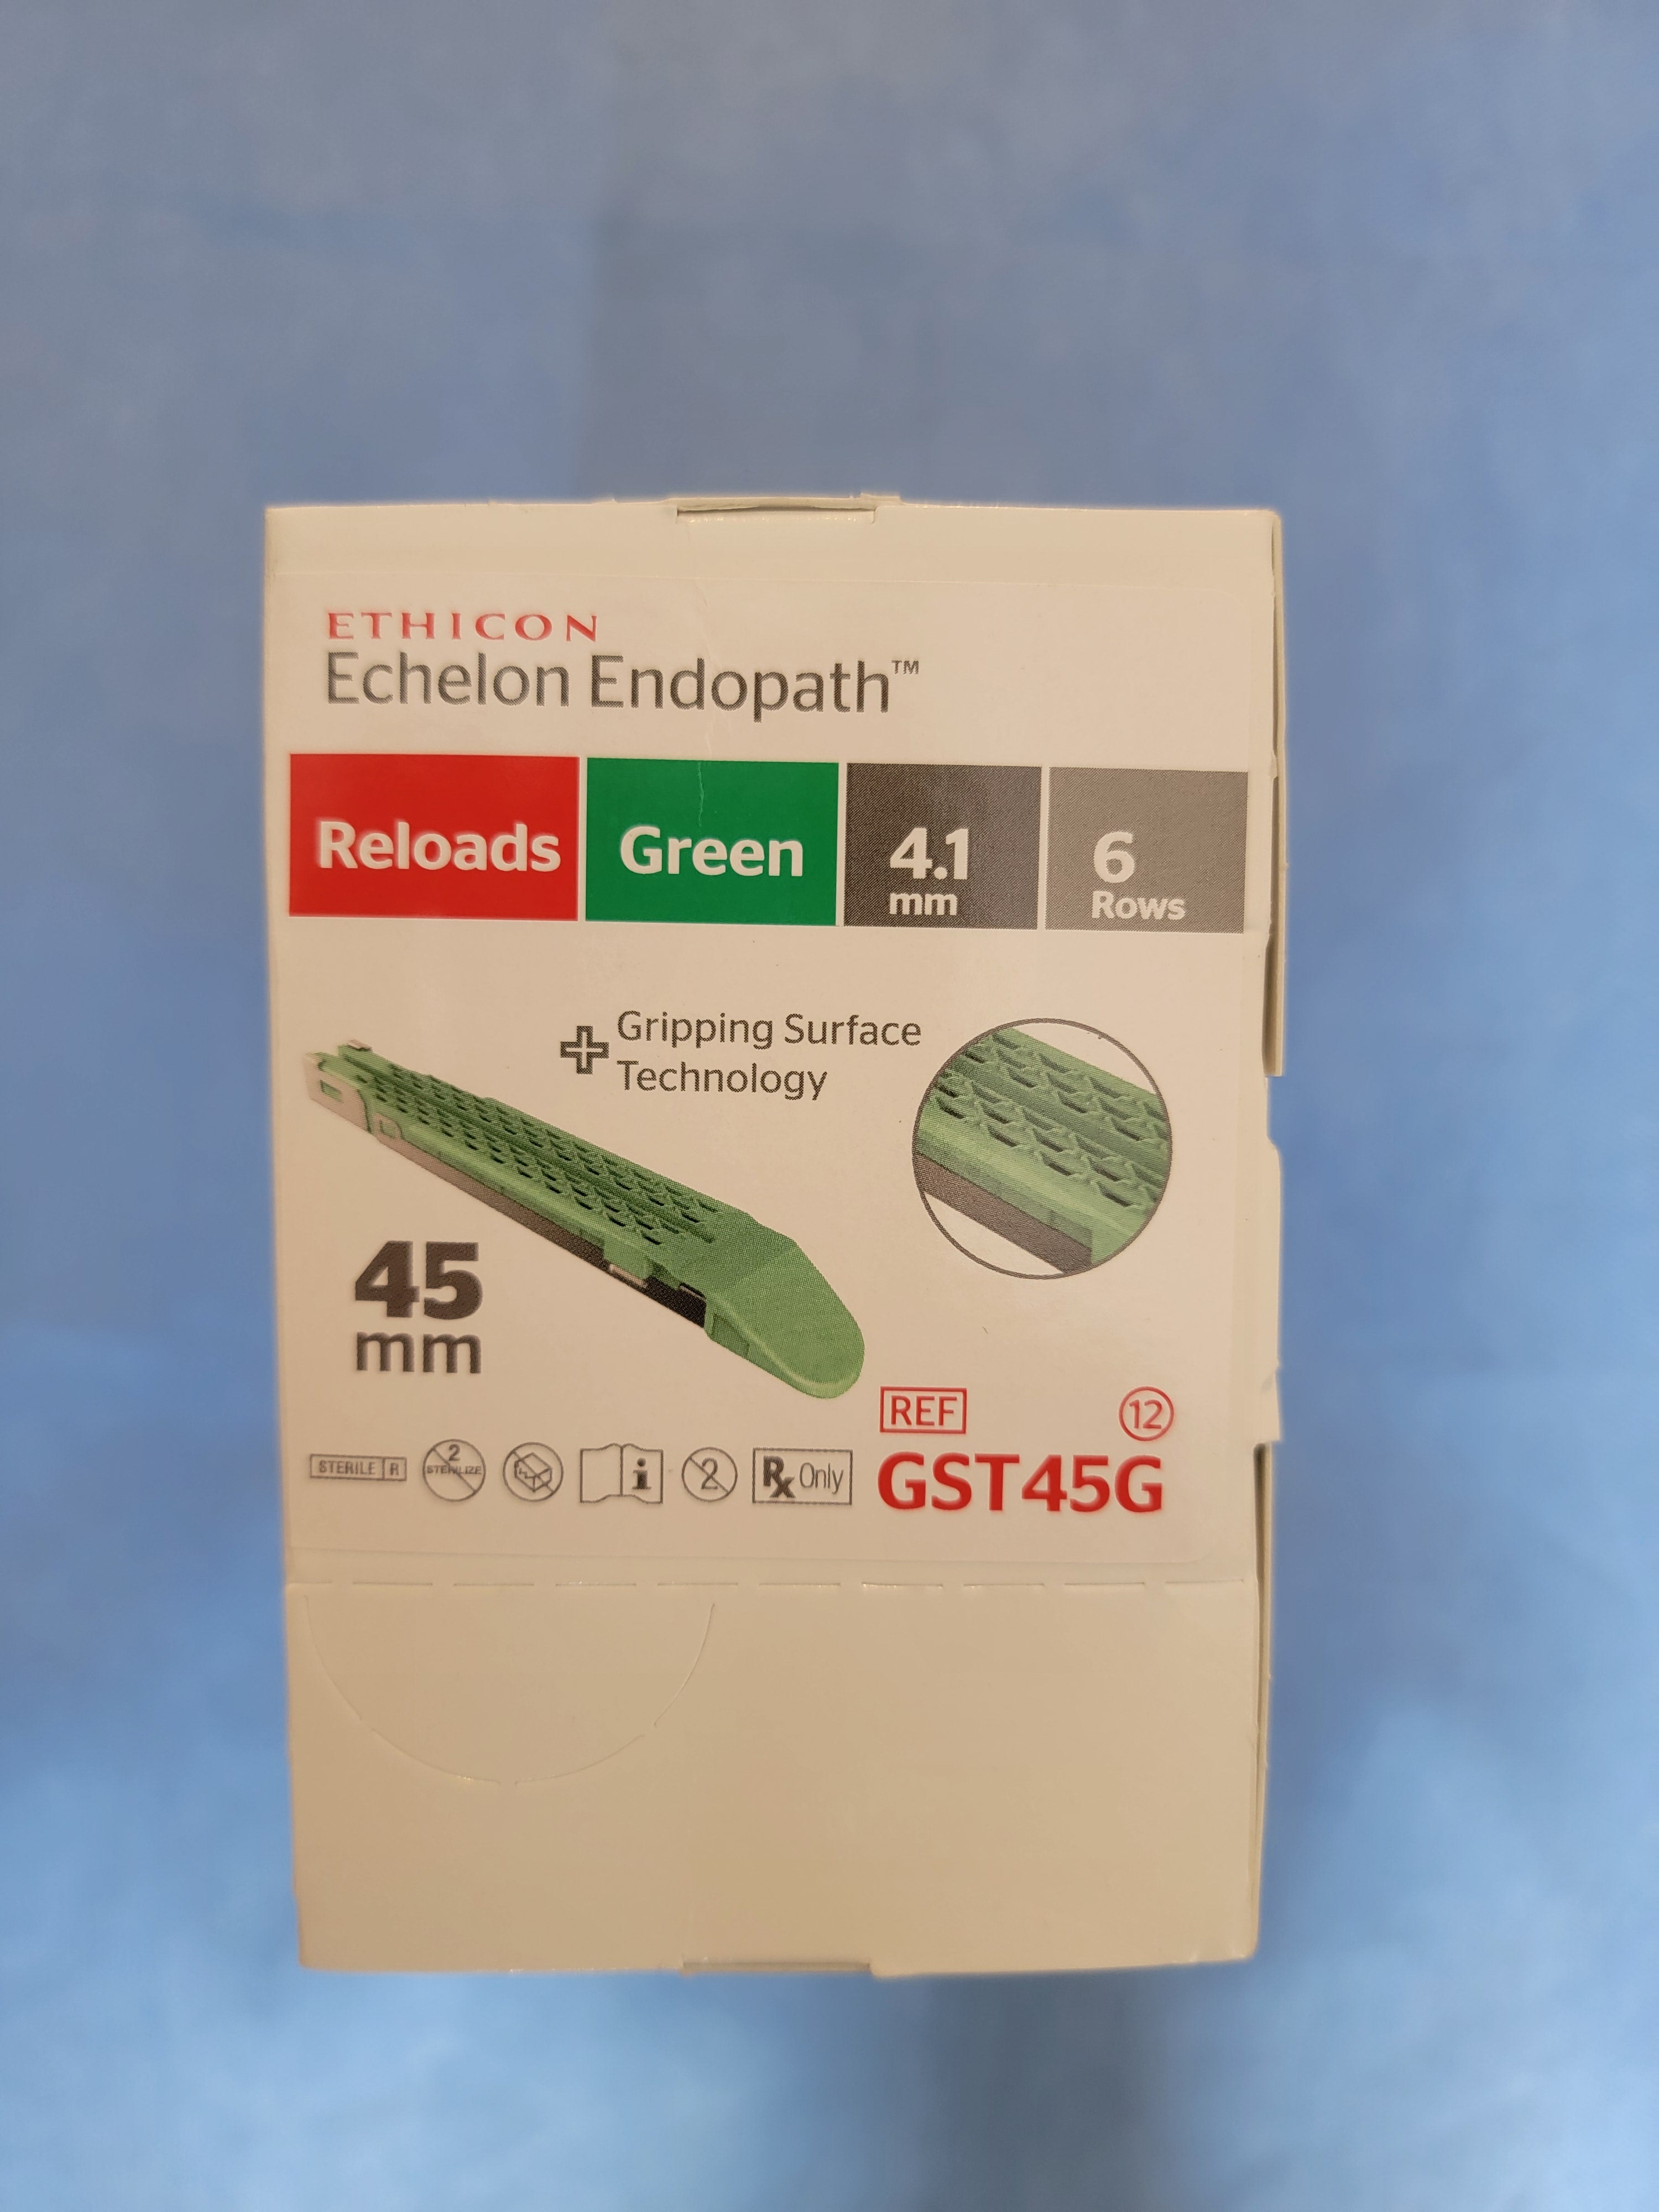 ETHICON
Echelon Endopath™
Reloads Green 4.1 mm 6 Rows
Gripping Surface
Technology
45
mm
REF 12
STERILE R 2 STERILIZE i 2 Rx Only GST45G